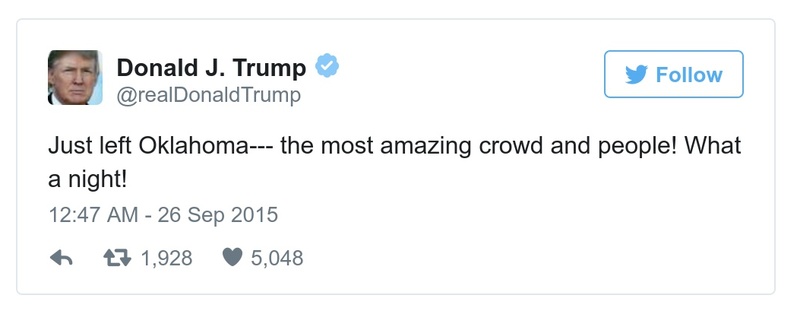 Donald J. Trump
@realDonaldTrump
Follow
Just left Oklahoma--- the most amazing crowd and people! What
a night!
12:47 AM - 26 Sep 2015
1,928 5,048